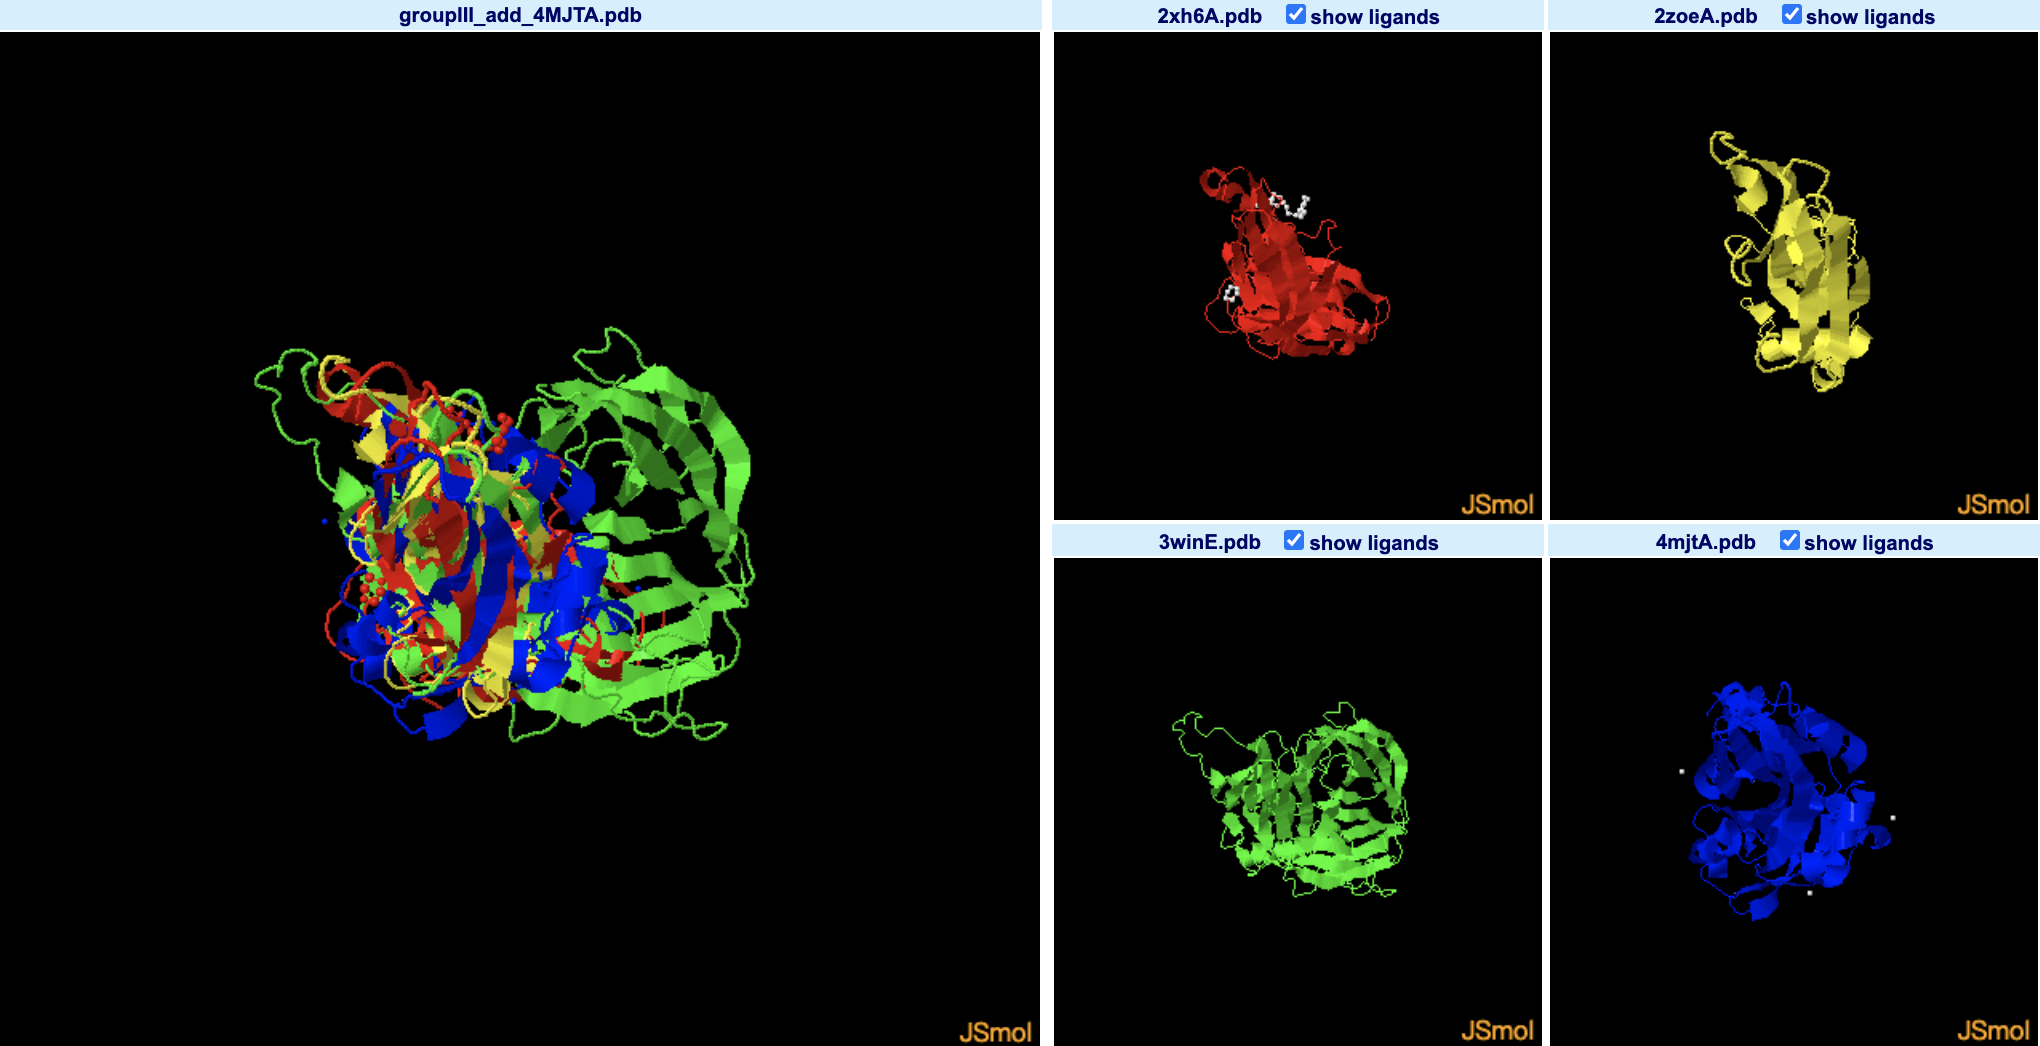 groupIII_add_4MJTA.pdb
JSmol
2xh6A.pdb show ligands
JSmol
2zoeA.pdb show ligands
JSmol
3winE.pdb show ligands
JSmol
4mjtA.pdb show ligands
JSmol